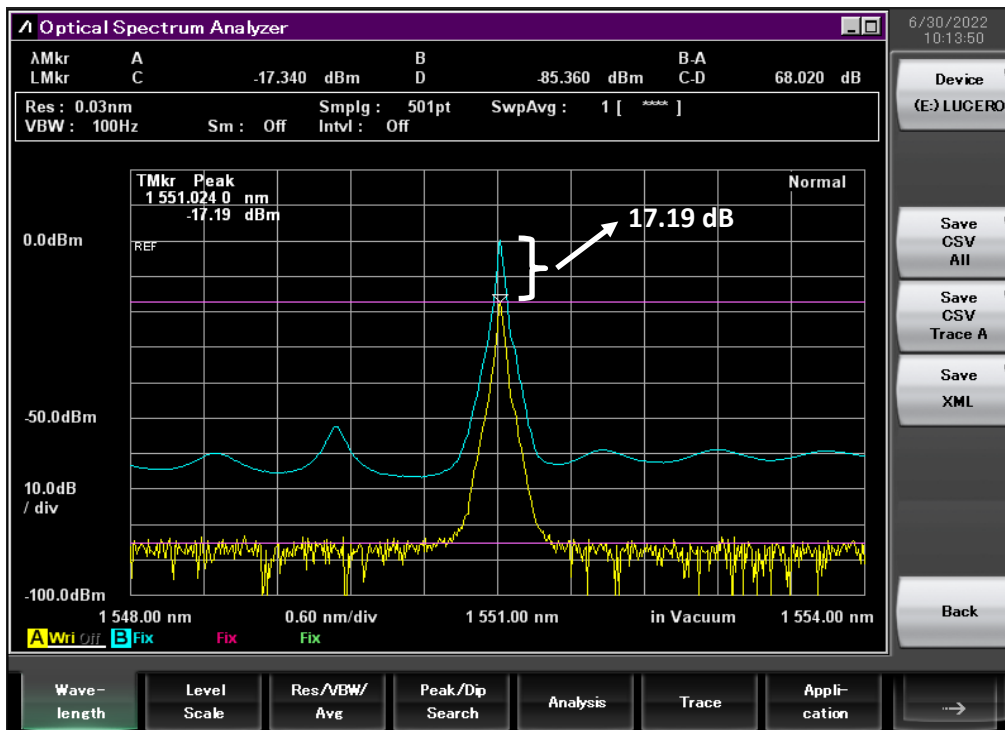 Optical Spectrum Analyzer
6/30/2022
10:13:50
λMkr A B B-A
LMkr C -17.340 dBm D -85.360 dBm C-D 68.020 dB
Res : 0.03nm Smplg : 501pt SwpAvg : 1 [ **** ]
VBW : 100Hz Sm : Off Intvl : Off
TMkr Peak
1 551.024 0 nm
-17.19 dBm
Normal
17.19 dB
0.0dBm
REF
-50.0dBm
10.0dB
/ div
-100.0dBm
1 548.00 nm 0.60 nm/div 1 551.00 nm in Vacuum 1 554.00 nm
A Wri Off B Fix Fix Fix
Device
(E:) LUCERO
Save
CSV
All
Save
CSV
Trace A
Save
XML
Back
Wave-
length
Level
Scale
Res/VBW/
Avg
Peak/Dip
Search
Analysis
Trace
Appli-
cation